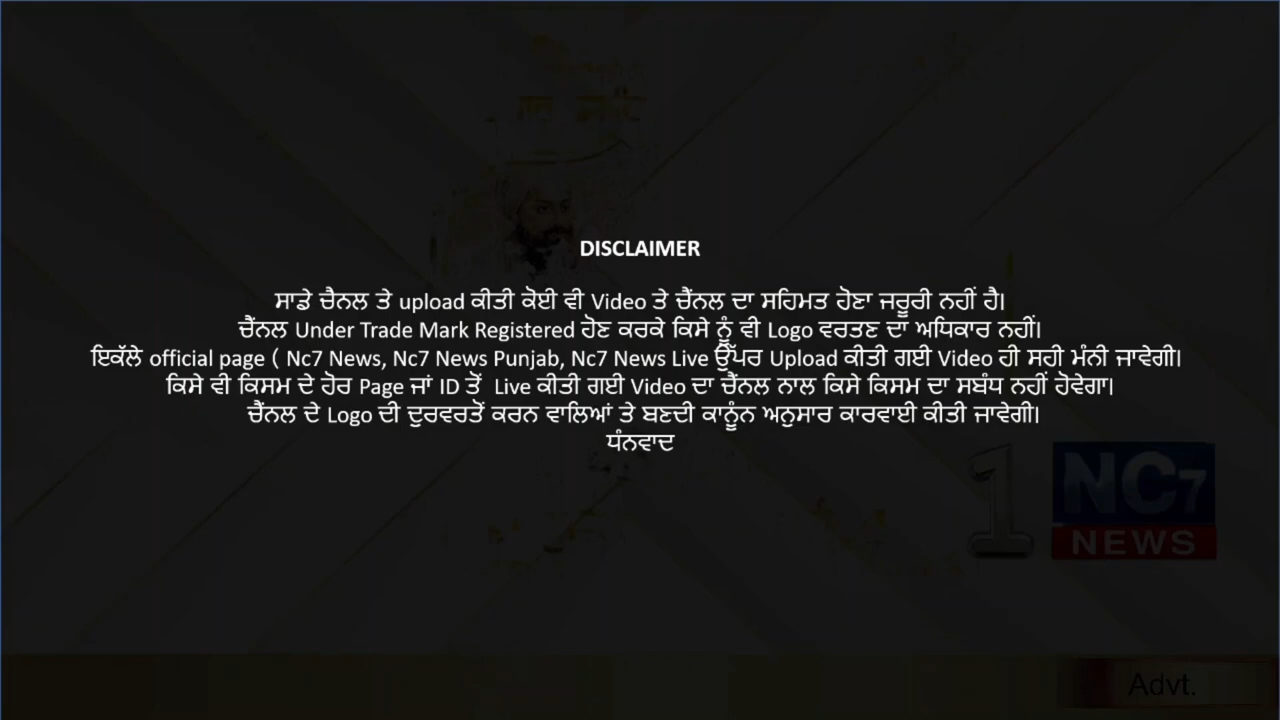 DISCLAIMER
ਸਾਡੇ ਚੈਨਲ ਤੇ upload ਕੀਤੀ ਕੋਈ ਵੀ Video ਤੇ ਚੈੱਨਲ ਦਾ ਸਹਿਮਤ ਹੋਣਾ ਜਰੂਰੀ ਨਹੀਂ ਹੈ।
ਚੈੱਨਲ Under Trade Mark Registered ਹੋਣ ਕਰਕੇ ਕਿਸੇ ਨੂੰ ਵੀ Logo ਵਰਤਣ ਦਾ ਅਧਿਕਾਰ ਨਹੀਂ।
ਇਕੱਲੇ official page ( Nc7 News, Nc7 News Punjab, Nc7 News Live ਉੱਪਰ Upload ਕੀਤੀ ਗਈ Video ਹੀ ਸਹੀ ਮੰਨੀ ਜਾਵੇਗੀ।
ਕਿਸੇ ਵੀ ਕਿਸਮ ਦੇ ਹੋਰ Page ਜਾਂ ID ਤੋਂ Live ਕੀਤੀ ਗਈ Video ਦਾ ਚੈੱਨਲ ਨਾਲ ਕਿਸੇ ਕਿਸਮ ਦਾ ਸਬੰਧ ਨਹੀਂ ਹੋਵੇਗਾ।
ਚੈੱਨਲ ਦੇ Logo ਦੀ ਦੁਰਵਰਤੋਂ ਕਰਨ ਵਾਲਿਆਂ ਤੇ ਬਣਦੀ ਕਾਨੂੰਨ ਅਨੁਸਾਰ ਕਾਰਵਾਈ ਕੀਤੀ ਜਾਵੇਗੀ।
ਧੰਨਵਾਦ
1 NC7
NEWS
Advt.